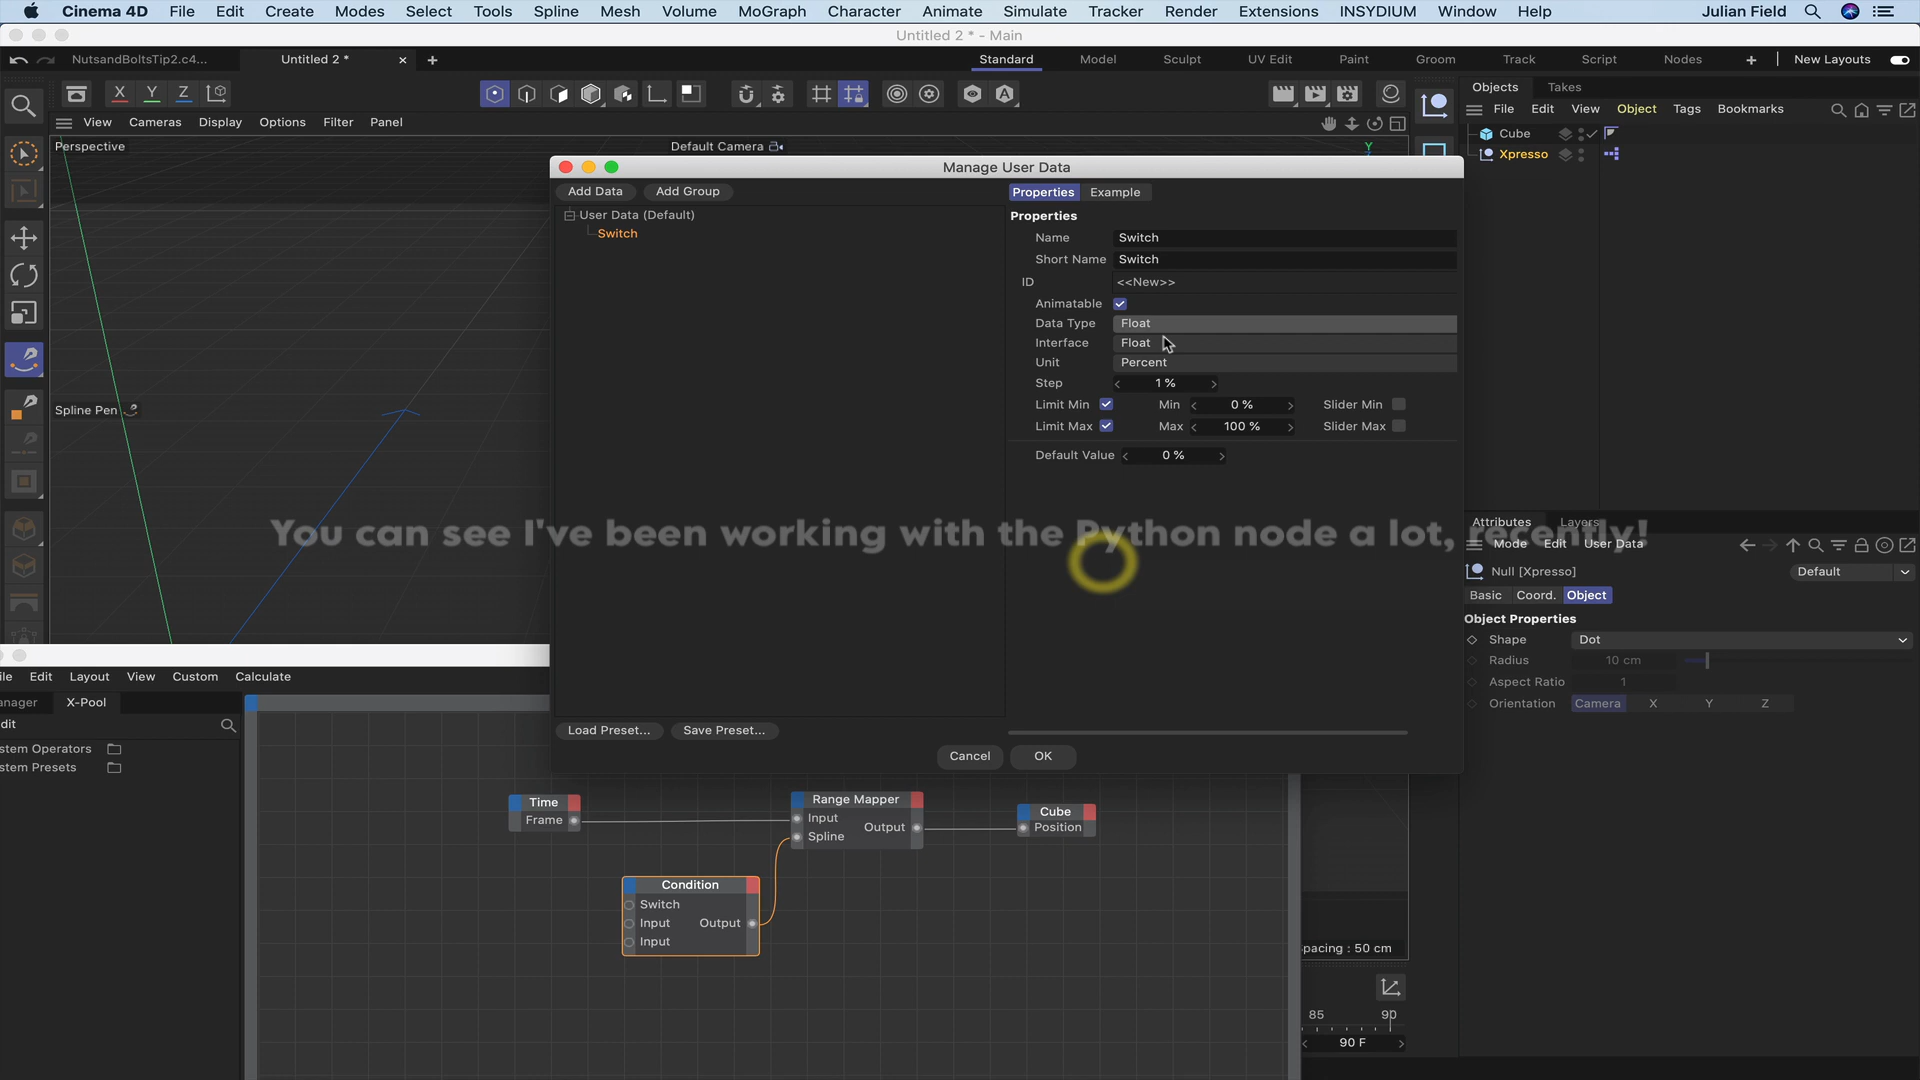 Cinema 4D File Edit Create Modes Select Tools Spline Mesh Volume MoGraph Character Animate Simulate Tracker Render Extensions INSYDIUM Window Help Julian Field
Untitled 2 * - Main
NutsandBoltsTip2.c4... Untitled 2 * Standard Model Sculpt UV Edit Paint Groom Track Script Nodes New Layouts
X Y Z
Objects Takes
File Edit View Object Tags Bookmarks
View Cameras Display Options Filter Panel
Cube
Xpresso
Perspective Default Camera
Y
Manage User Data
Add Data Add Group
User Data (Default)
Switch
Properties Example
Properties
Name Switch
Short Name Switch
ID <<New>>
Animatable
Data Type Float
Interface Float
Unit Percent
Step 1 %
Limit Min Min 0 % Slider Min
Limit Max Max 100 % Slider Max
Default Value 0 %
Spline Pen
You can see I've been working with the Python node a lot, recently!
Load Preset... Save Preset...
Cancel OK
Attributes Layers
Mode Edit User Data
Null [Xpresso] Default
Basic Coord. Object
Object Properties
Shape Dot
Radius 10 cm
Aspect Ratio 1
Orientation Camera X Y Z
ile Edit Layout View Custom Calculate
anager X-Pool
dit
stem Operators
stem Presets
Time
Frame
Range Mapper
Input
Output
Spline
Cube
Position
Condition
Switch
Input Output
Input
pacing : 50 cm
85 90
90 F